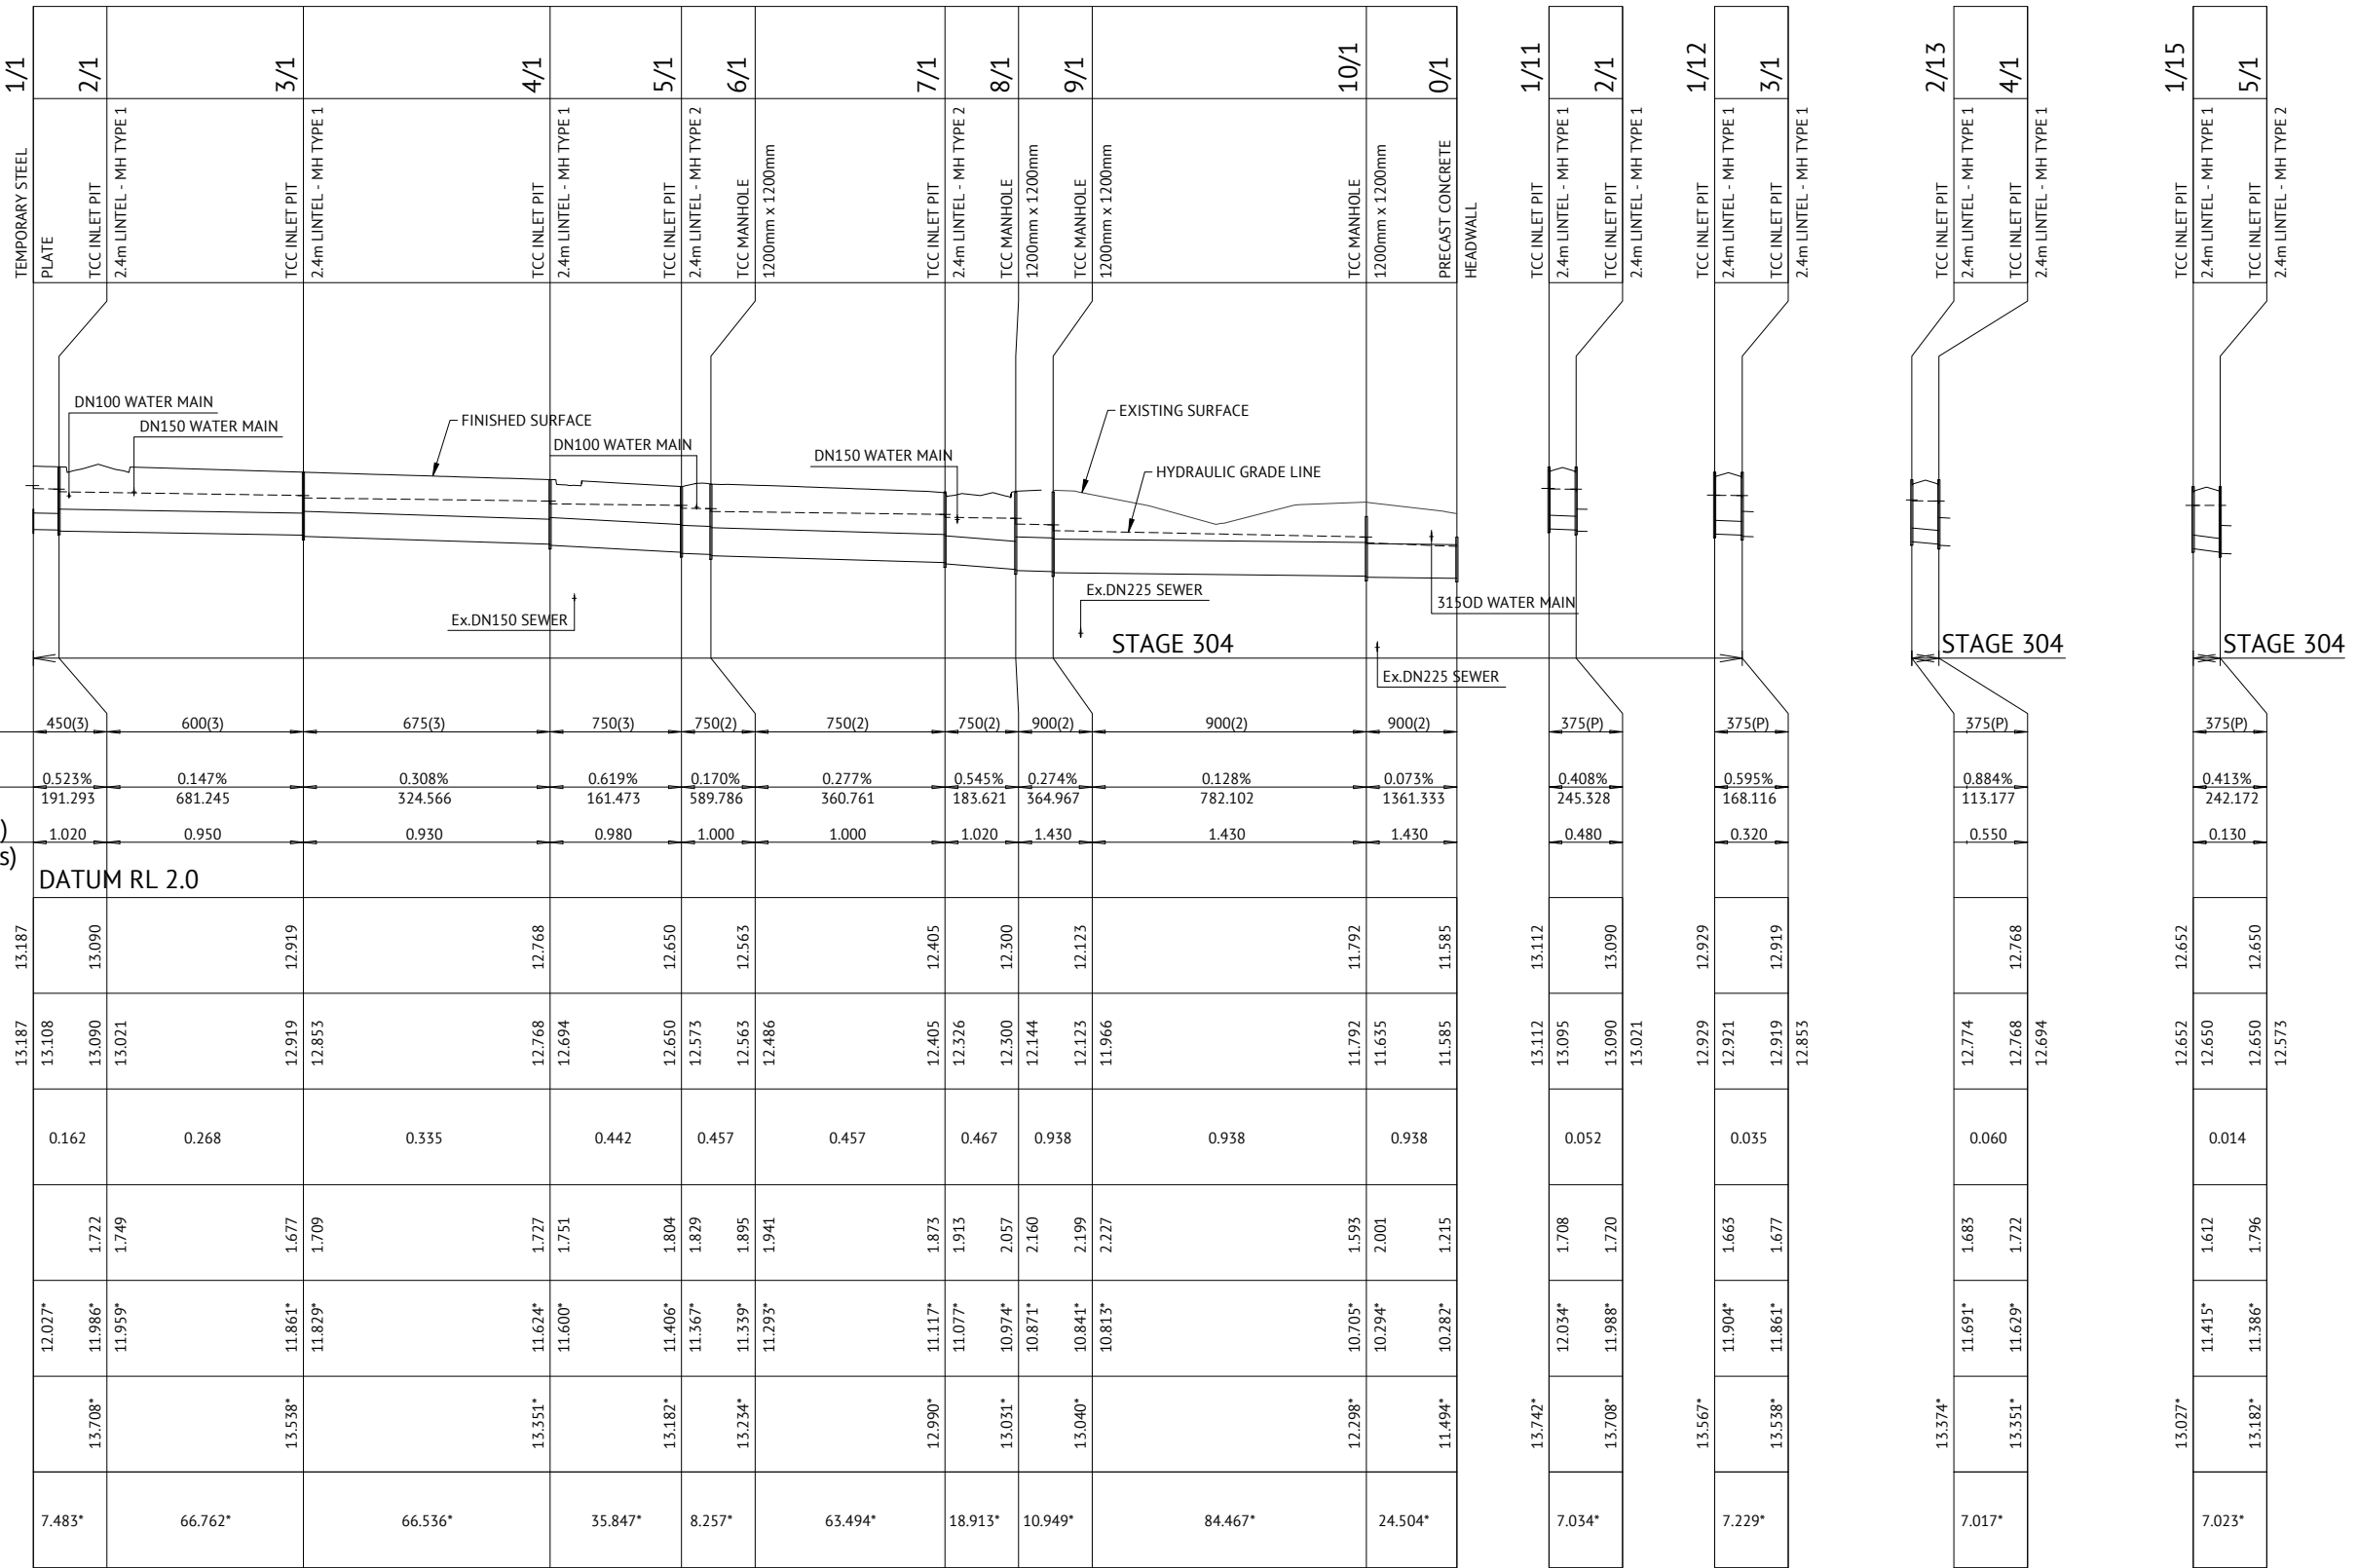 1/1
2/1
3/1
4/1
5/1
6/1
7/1
8/1
9/1
10/1
0/1
1/11
2/1
1/12
3/1
2/13
4/1
1/15
5/1
TEMPORARY STEEL
PLATE
TCC INLET PIT
2.4m LINTEL - MH TYPE 1
TCC INLET PIT
2.4m LINTEL - MH TYPE 1
TCC INLET PIT
2.4m LINTEL - MH TYPE 1
TCC INLET PIT
2.4m LINTEL - MH TYPE 2
TCC MANHOLE
1200mm x 1200mm
TCC INLET PIT
2.4m LINTEL - MH TYPE 2
TCC MANHOLE
1200mm x 1200mm
TCC MANHOLE
1200mm x 1200mm
TCC MANHOLE
1200mm x 1200mm
PRECAST CONCRETE
HEADWALL
TCC INLET PIT
2.4m LINTEL - MH TYPE 1
TCC INLET PIT
2.4m LINTEL - MH TYPE 1
TCC INLET PIT
2.4m LINTEL - MH TYPE 1
TCC INLET PIT
2.4m LINTEL - MH TYPE 1
TCC INLET PIT
2.4m LINTEL - MH TYPE 1
TCC INLET PIT
2.4m LINTEL - MH TYPE 1
TCC INLET PIT
2.4m LINTEL - MH TYPE 1
TCC INLET PIT
2.4m LINTEL - MH TYPE 2
DN100 WATER MAIN
DN150 WATER MAIN
FINISHED SURFACE
DN100 WATER MAIN
DN150 WATER MAIN
EXISTING SURFACE
HYDRAULIC GRADE LINE
Ex.DN150 SEWER
Ex.DN225 SEWER
315OD WATER MAIN
STAGE 304
STAGE 304
STAGE 304
Ex.DN225 SEWER
450(3) 600(3) 675(3) 750(3) 750(2) 750(2) 750(2) 900(2) 900(2) 900(2) 375(P) 375(P) 375(P) 375(P)
0.523% 0.147% 0.308% 0.619% 0.170% 0.277% 0.545% 0.274% 0.128% 0.073% 0.408% 0.595% 0.884% 0.413%
191.293 681.245 324.566 161.473 589.786 360.761 183.621 364.967 782.102 1361.333 245.328 168.116 113.177 242.172
)
1.020 0.950 0.930 0.980 1.000 1.000 1.020 1.430 1.430 1.430 0.480 0.320 0.550 0.130
s)
DATUM RL 2.0
13.187 13.090 12.919 12.768 12.650 12.563 12.405 12.300 12.123 11.792 11.585 13.112 13.090 12.929 12.919 12.768 12.652 12.650
13.187 13.108 13.090 13.021 12.919 12.853 12.768 12.694 12.650 12.573 12.563 12.486 12.405 12.326 12.300 12.144 12.123 11.966 11.792 11.635 11.585 13.112 13.095 13.090 13.021 12.929 12.921 12.919 12.853 12.774 12.768 12.694 12.652 12.650 12.650 12.573
0.162 0.268 0.335 0.442 0.457 0.457 0.467 0.938 0.938 0.938 0.052 0.035 0.060 0.014
1.722 1.749 1.677 1.709 1.727 1.751 1.804 1.829 1.895 1.941 1.873 1.913 2.057 2.160 2.199 2.227 1.593 2.001 1.215 1.708 1.720 1.663 1.677 1.683 1.722 1.612 1.796
12.027* 11.986* 11.959* 11.861* 11.829* 11.624* 11.600* 11.406* 11.367* 11.339* 11.293* 11.117* 11.077* 10.974* 10.871* 10.841* 10.813* 10.705* 10.294* 10.282* 12.034* 11.988* 11.904* 11.861* 11.691* 11.629* 11.415* 11.386*
13.708* 13.538* 13.351* 13.182* 13.234* 12.990* 13.031* 13.040* 12.298* 11.494* 13.742* 13.708* 13.567* 13.538* 13.374* 13.351* 13.027* 13.182*
7.483* 66.762* 66.536* 35.847* 8.257* 63.494* 18.913* 10.949* 84.467* 24.504* 7.034* 7.229* 7.017* 7.023*